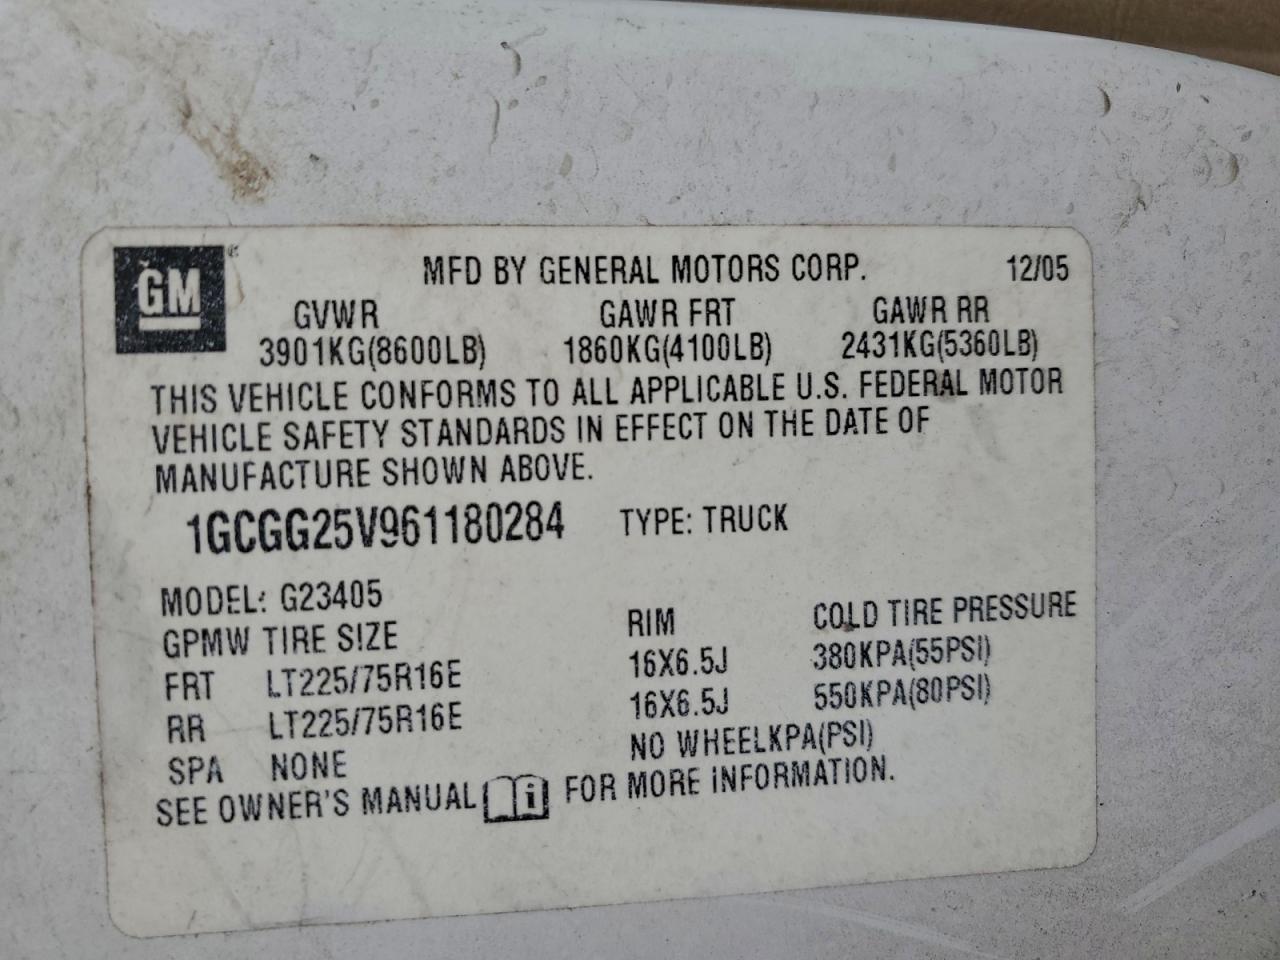 GM®
MFD BY GENERAL MOTORS CORP. 12/05
GVWR GAWR FRT GAWR RR
3901KG(8600LB) 1860KG(4100LB) 2431KG(5360LB)
THIS VEHICLE CONFORMS TO ALL APPLICABLE U.S. FEDERAL MOTOR
VEHICLE SAFETY STANDARDS IN EFFECT ON THE DATE OF
MANUFACTURE SHOWN ABOVE.
1GCGG25V961180284 TYPE: TRUCK
MODEL: G23405
GPMW TIRE SIZE RIM COLD TIRE PRESSURE
FRT LT225/75R16E 16X6.5J 380KPA(55PSI)
RR LT225/75R16E 16X6.5J 550KPA(80PSI)
SPA NONE NO WHEELKPA(PSI)
SEE OWNER'S MANUAL i FOR MORE INFORMATION.